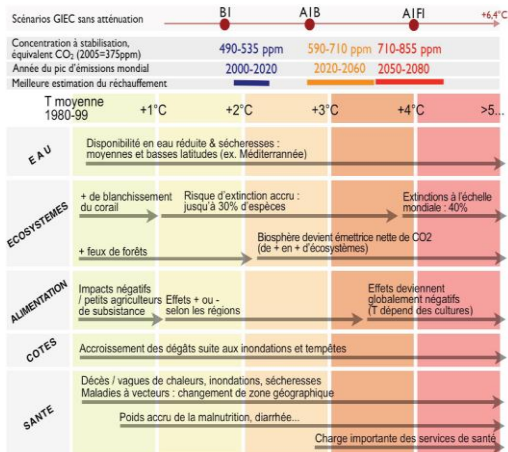 Scénarios GIEC sans atténuation
BI AIB AIFI +6,4°C
Concentration à stabilisation,
équivalent CO2 (2005=375ppm)
490-535 ppm 590-710 ppm 710-855 ppm
Année du pic d'émissions mondial 2000-2020 2020-2060 2050-2080
Meilleure estimation du réchauffement
T moyenne
1980-99
+1°C +2°C +3°C +4°C >5...
EAU
Disponibilité en eau réduite & sécheresses :
moyennes et basses latitudes (ex. Méditerrannée)
ECOSYSTEMES
+ de blanchissement
du corail
Risque d'extinction accru :
jusqu'à 30% d'espèces
Extinctions à l'échelle
mondiale : 40%
+ feux de forêts
Biosphère devient émettrice nette de CO2
(de + en + d'écosystèmes)
ALIMENTATION
Impacts négatifs
/ petits agriculteurs
de subsistance
Effets + ou -
selon les régions
Effets deviennent
globalement négatifs
(T dépend des cultures)
COTES
Accroissement des dégâts suite aux inondations et tempêtes
SANTE
Décès / vagues de chaleurs, inondations, sécheresses
Maladies à vecteurs : changement de zone géographique
Poids accru de la malnutrition, diarrhée...
Charge importante des services de santé